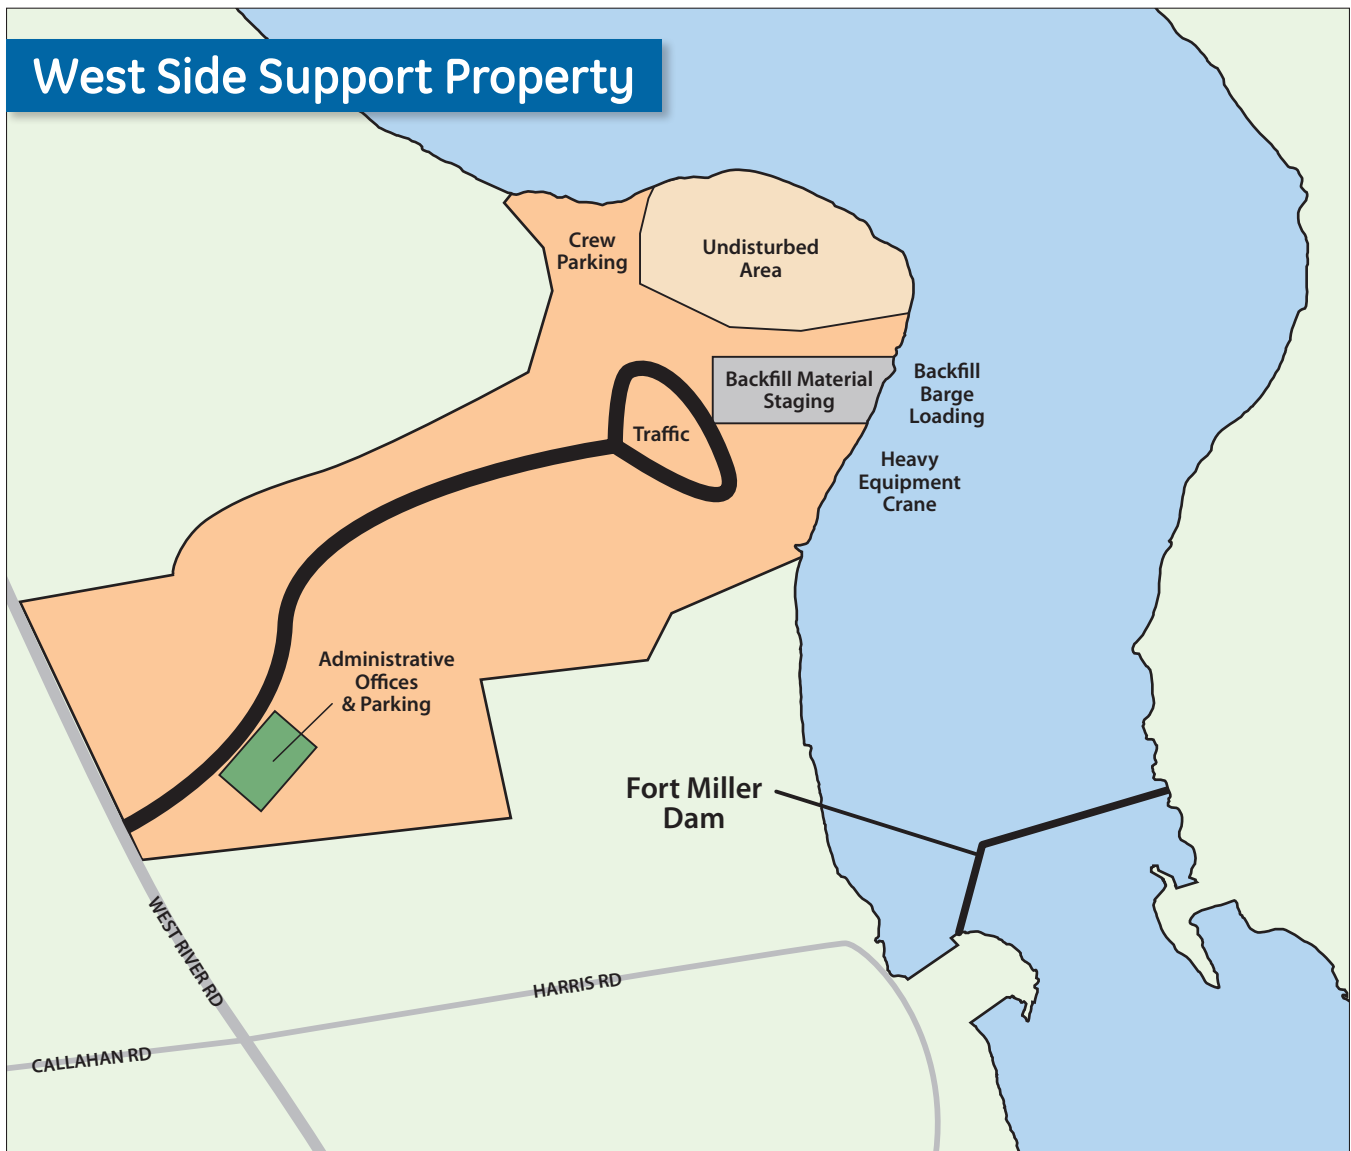 West Side Support Property
Crew
Parking
Undisturbed
Area
Backfill Material
Staging
Backfill
Barge
Loading
Traffic
Heavy
Equipment
Crane
Administrative
Offices
& Parking
Fort Miller
Dam
WEST RIVER RD
HARRIS RD
CALLAHAN RD